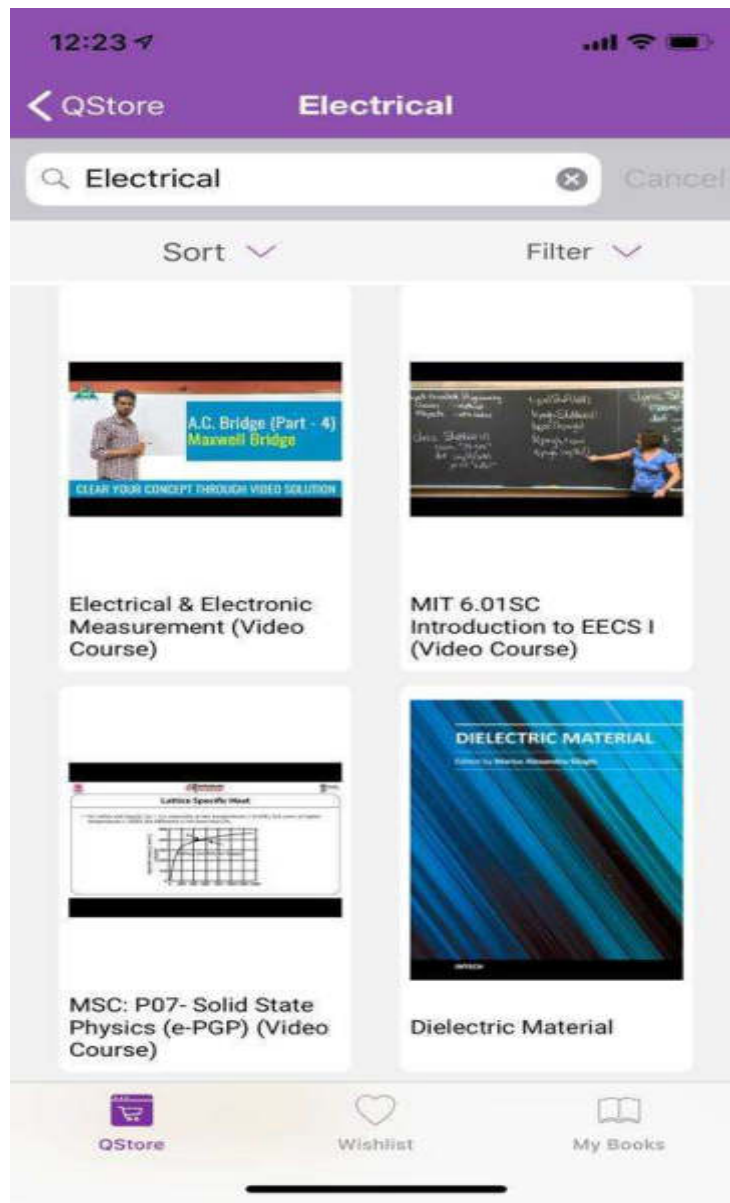 12:23
QStore
Electrical
Electrical
Cancel
Sort
Filter
A.C. Bridge (Part - 4)
Maxwell Bridge
CLEAR YOUR CONCEPT THROUGH VIDEO SOLUTION
Electrical & Electronic
Measurement (Video
Course)
MIT 6.01SC
Introduction to EECS I
(Video Course)
Lattice Specific Heat
MSC: P07- Solid State
Physics (e-PGP) (Video
Course)
DIELECTRIC MATERIAL
INTECH
Dielectric Material
QStore
Wishlist
My Books